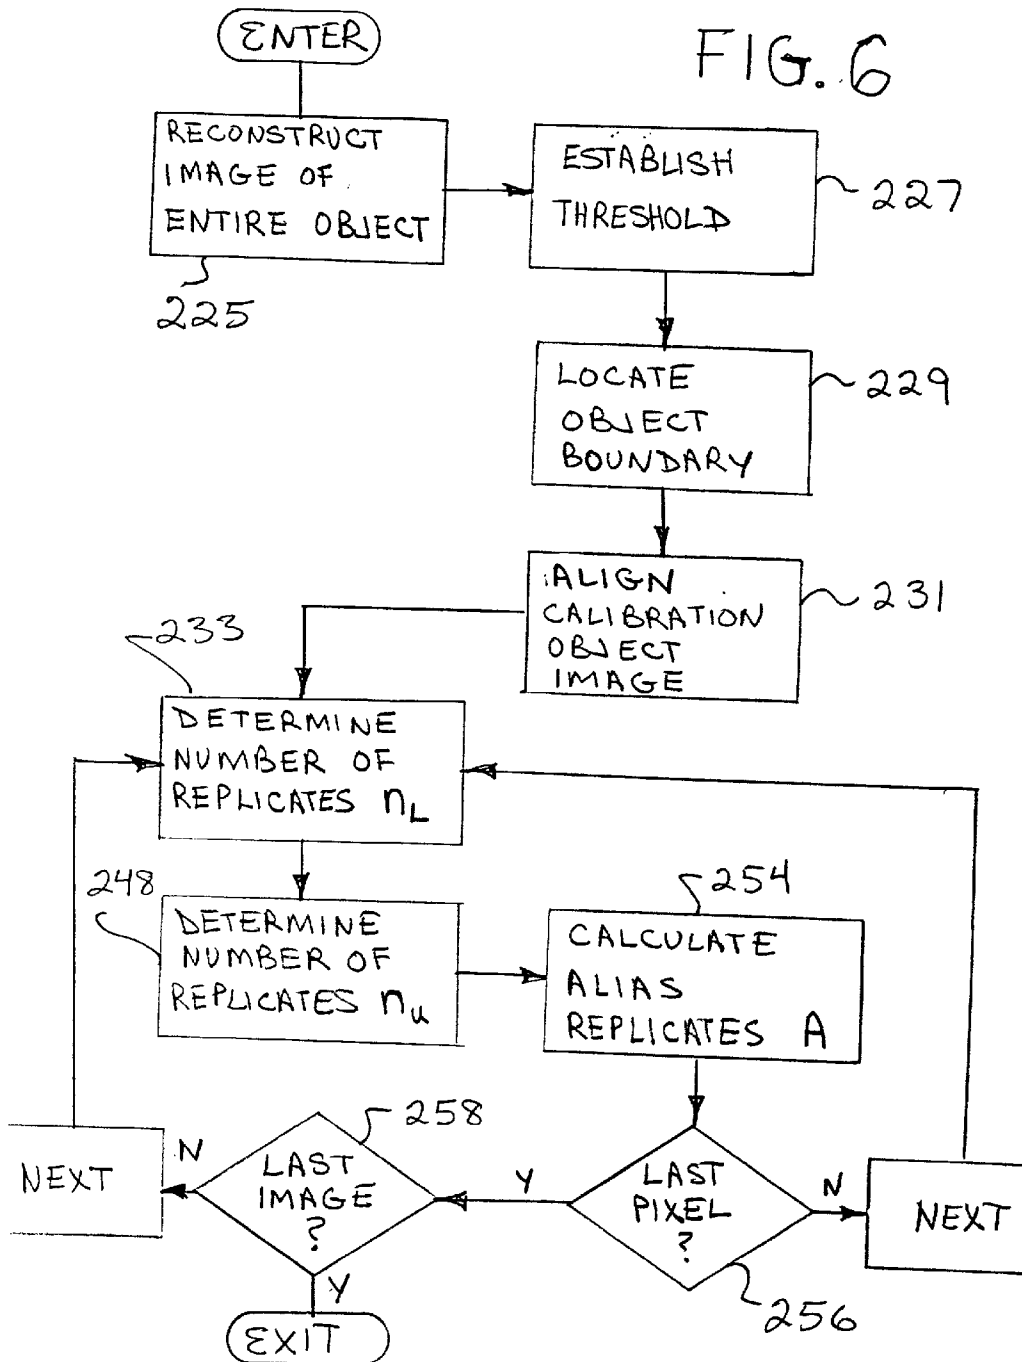 ENTER
FIG. 6
RECONSTRUCT
IMAGE OF
ENTIRE OBJECT
225
ESTABLISH
THRESHOLD
227
LOCATE
OBJECT
BOUNDARY
229
ALIGN
CALIBRATION
OBJECT
IMAGE
231
233
DETERMINE
NUMBER OF
REPLICATES nL
248
DETERMINE
NUMBER OF
REPLICATES nu
254
CALCULATE
ALIAS
REPLICATES A
LAST
PIXEL
?
256
N
NEXT
Y
258
LAST
IMAGE
?
N
NEXT
Y
EXIT